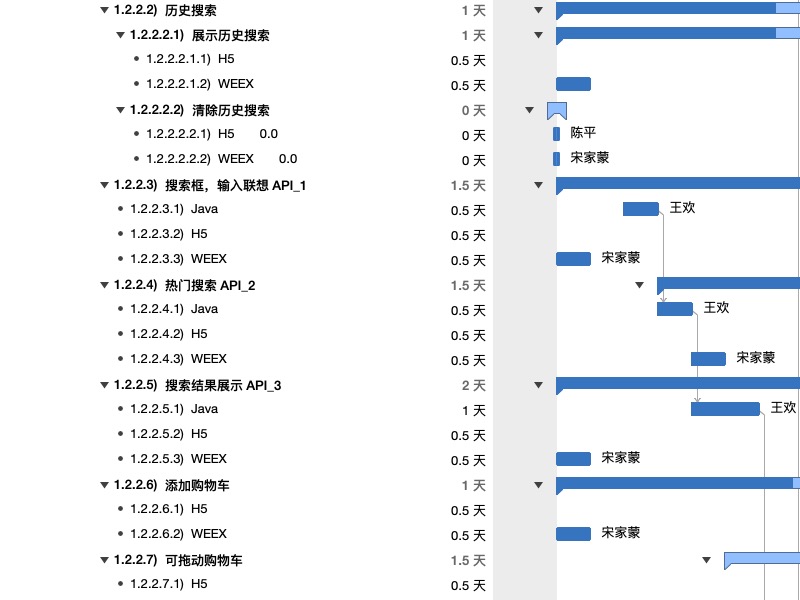 1.2.2.2) 历史搜索 1 天
1.2.2.2.1) 展示历史搜索 1 天
1.2.2.2.1.1) H5 0.5 天
1.2.2.2.1.2) WEEX 0.5 天
1.2.2.2.2) 清除历史搜索 0 天
1.2.2.2.2.1) H5 0.0 0 天 陈平
1.2.2.2.2.2) WEEX 0.0 0 天 宋家蒙
1.2.2.3) 搜索框，输入联想 API_1 1.5 天
1.2.2.3.1) Java 0.5 天 王欢
1.2.2.3.2) H5 0.5 天
1.2.2.3.3) WEEX 0.5 天 宋家蒙
1.2.2.4) 热门搜索 API_2 1.5 天
1.2.2.4.1) Java 0.5 天 王欢
1.2.2.4.2) H5 0.5 天
1.2.2.4.3) WEEX 0.5 天 宋家蒙
1.2.2.5) 搜索结果展示 API_3 2 天
1.2.2.5.1) Java 1 天 王欢
1.2.2.5.2) H5 0.5 天
1.2.2.5.3) WEEX 0.5 天 宋家蒙
1.2.2.6) 添加购物车 1 天
1.2.2.6.1) H5 0.5 天
1.2.2.6.2) WEEX 0.5 天 宋家蒙
1.2.2.7) 可拖动购物车 1.5 天
1.2.2.7.1) H5 0.5 天